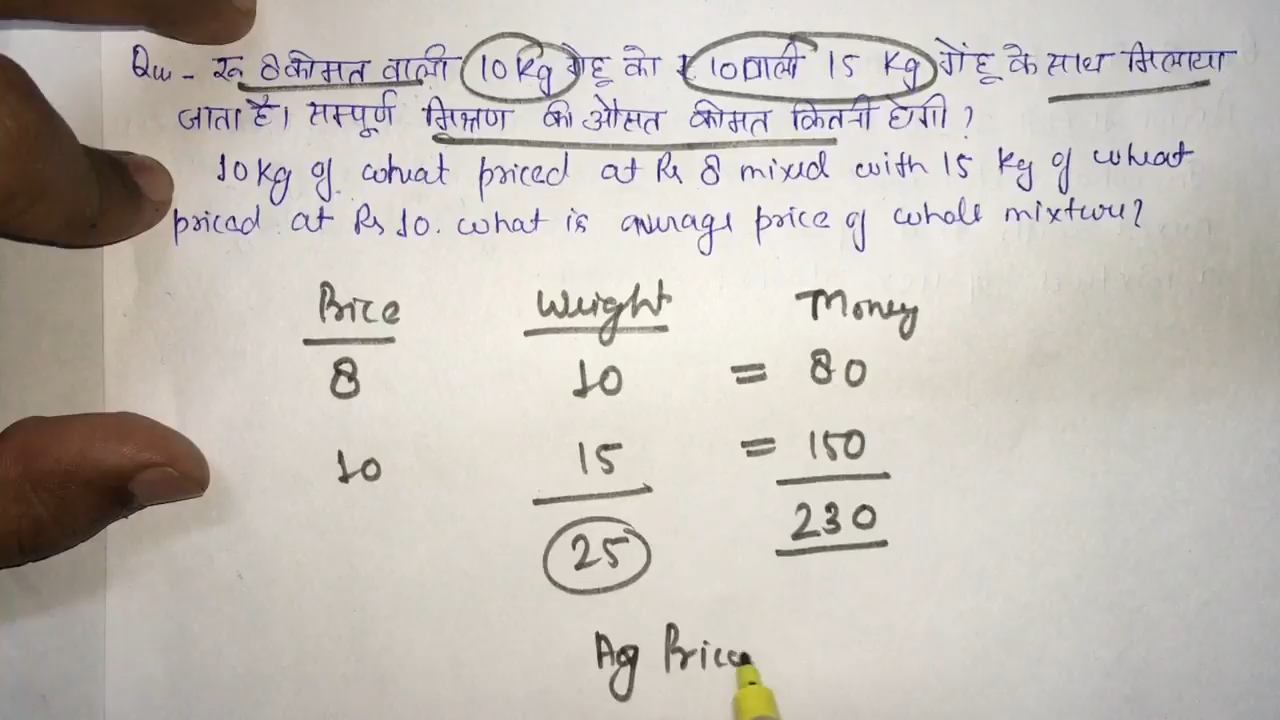 Qu - रू 8 कीमत वाली 10 Kg गेहू को ₹ 10 वाली 15 Kg गेंहू के साथ मिलाया
जाता है। सम्पूर्ण मिश्रण की औसत कीमत कितनी होगी ?
10 Kg of wheat priced at Rs 8 mixed with 15 Kg of wheat
priced at Rs 10. what is average price of whole mixture?
Price Weight Money
8 10 = 80
10 15 = 150
25 230
Ag Price